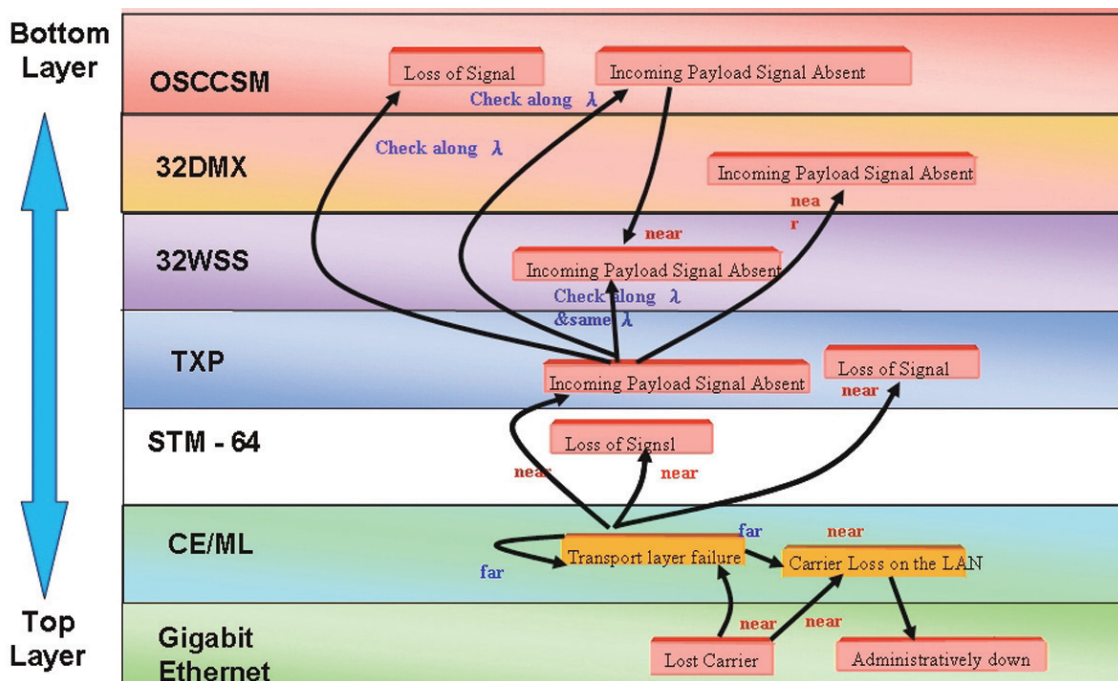 Bottom
Layer
OSCCSM
Loss of Signal
Incoming Payload Signal Absent
Check along λ
Check along λ
32DMX
Incoming Payload Signal Absent
nea
r
near
32WSS
Incoming Payload Signal Absent
Check along λ
&same λ
TXP
Incoming Payload Signal Absent
Loss of Signal
near
STM - 64
Loss of Signsl
near
near
CE/ML
Transport layer failure
far
far
near
Carrier Loss on the LAN
Top
Layer
Gigabit
Ethernet
near
near
Lost Carrier
Administratively down